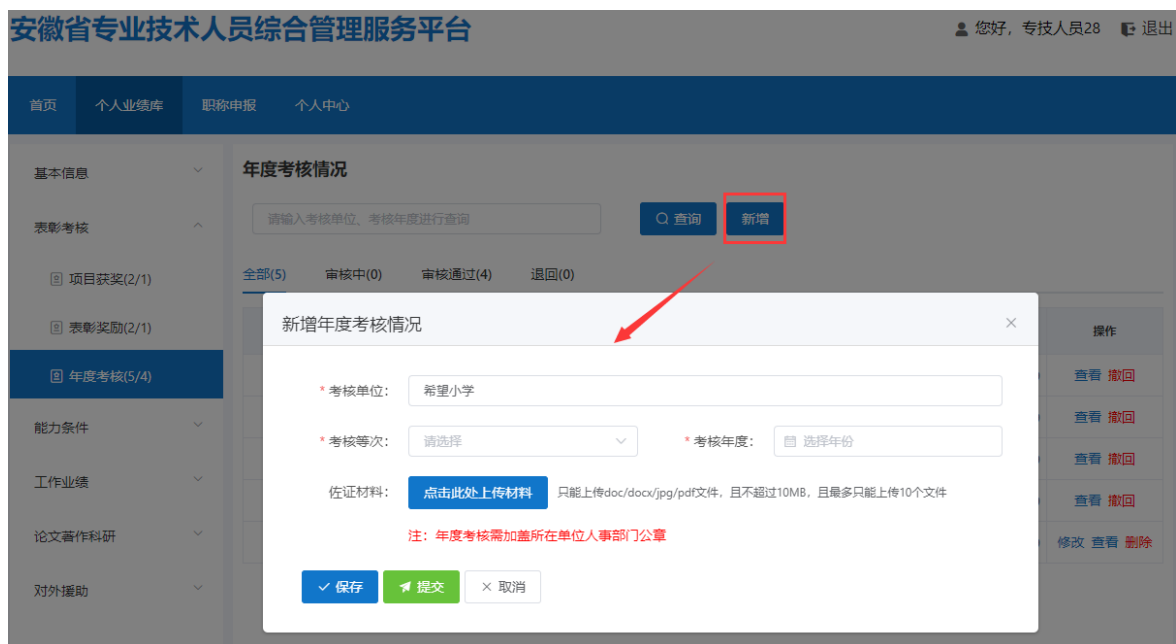 安徽省专业技术人员综合管理服务平台
您好，专技人员28 退出
首页 个人业绩库 职称申报 个人中心
基本信息
年度考核情况
表彰考核
请输入考核单位、考核年度进行查询 查询 新增
项目获奖(2/1)
全部(5) 审核中(0) 审核通过(4) 退回(0)
表彰奖励(2/1)
新增年度考核情况
操作
年度考核(5/4)
* 考核单位： 希望小学
查看 撤回
能力条件
查看 撤回
* 考核等次： 请选择 * 考核年度： 选择年份
查看 撤回
工作业绩
佐证材料： 点击此处上传材料 只能上传doc/docx/jpg/pdf文件，且不超过10MB，且最多只能上传10个文件
查看 撤回
论文著作科研
注：年度考核需加盖所在单位人事部门公章
修改 查看 删除
对外援助
保存 提交 取消